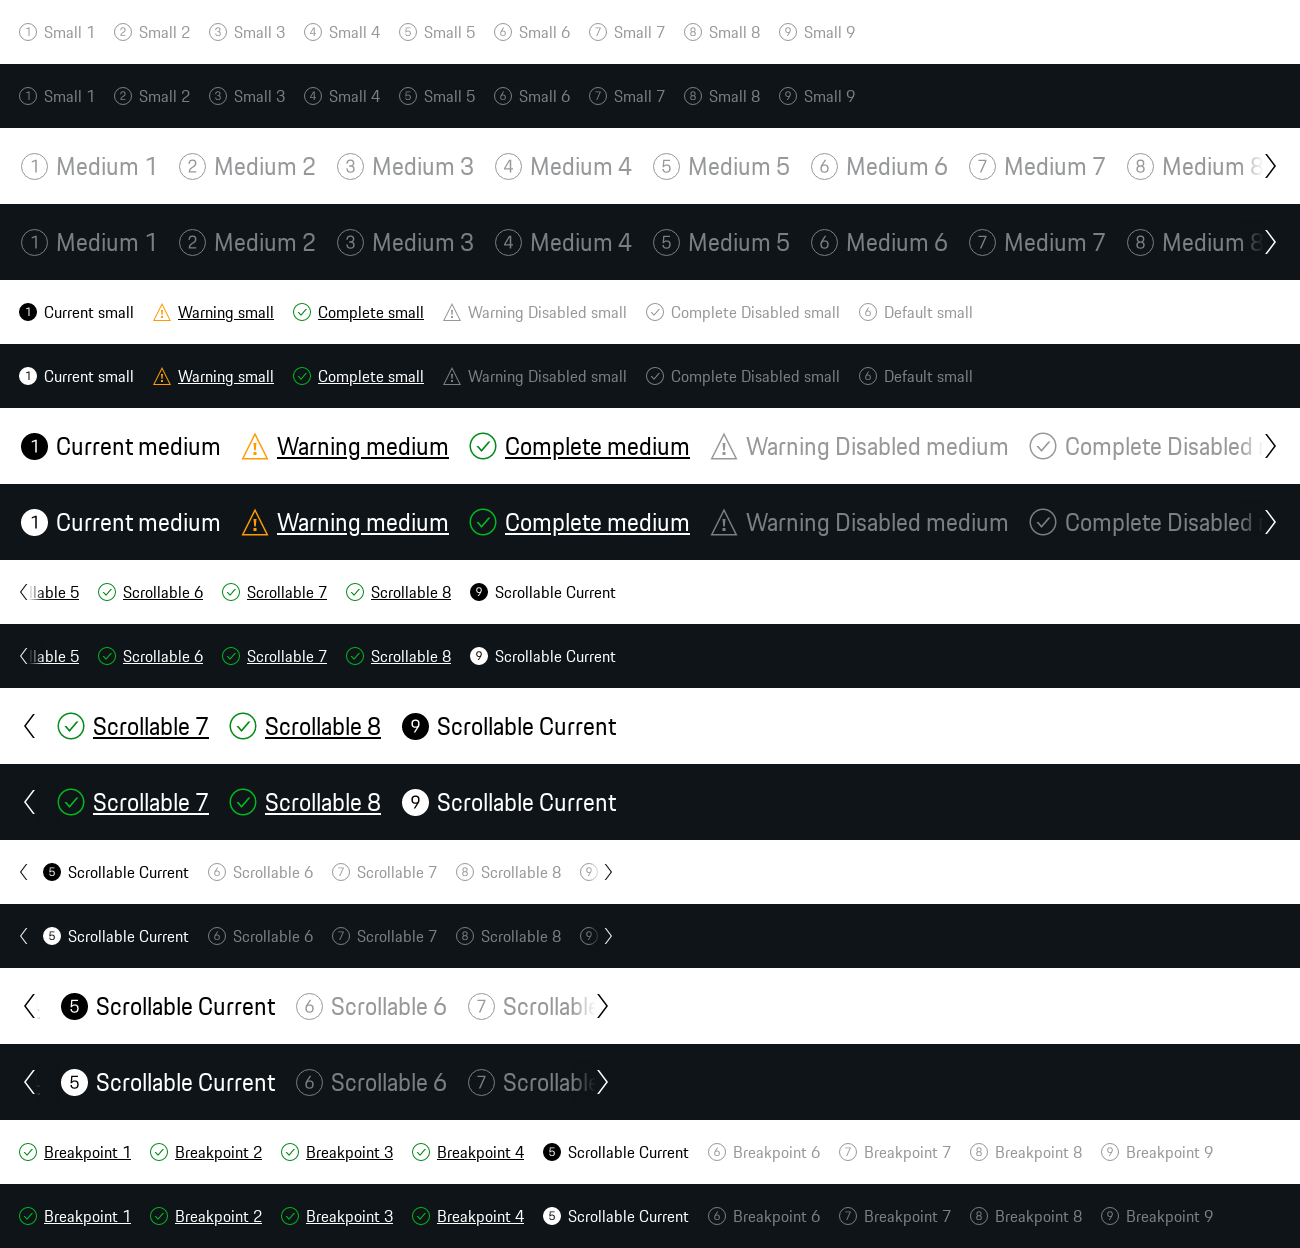 1 Small 1 2 Small 2 3 Small 3 4 Small 4 5 Small 5 6 Small 6 7 Small 7 8 Small 8 9 Small 9
1 Small 1 2 Small 2 3 Small 3 4 Small 4 5 Small 5 6 Small 6 7 Small 7 8 Small 8 9 Small 9
1 Medium 1 2 Medium 2 3 Medium 3 4 Medium 4 5 Medium 5 6 Medium 6 7 Medium 7 8 Medium 8
1 Medium 1 2 Medium 2 3 Medium 3 4 Medium 4 5 Medium 5 6 Medium 6 7 Medium 7 8 Medium 8
1 Current small Warning small Complete small Warning Disabled small Complete Disabled small 6 Default small
1 Current small Warning small Complete small Warning Disabled small Complete Disabled small 6 Default small
1 Current medium Warning medium Complete medium Warning Disabled medium Complete Disabled
1 Current medium Warning medium Complete medium Warning Disabled medium Complete Disabled
llable 5 Scrollable 6 Scrollable 7 Scrollable 8 9 Scrollable Current
llable 5 Scrollable 6 Scrollable 7 Scrollable 8 9 Scrollable Current
Scrollable 7 Scrollable 8 9 Scrollable Current
Scrollable 7 Scrollable 8 9 Scrollable Current
5 Scrollable Current 6 Scrollable 6 7 Scrollable 7 8 Scrollable 8 9
5 Scrollable Current 6 Scrollable 6 7 Scrollable 7 8 Scrollable 8 9
5 Scrollable Current 6 Scrollable 6 7 Scrollable
5 Scrollable Current 6 Scrollable 6 7 Scrollable
Breakpoint 1 Breakpoint 2 Breakpoint 3 Breakpoint 4 5 Scrollable Current 6 Breakpoint 6 7 Breakpoint 7 8 Breakpoint 8 9 Breakpoint 9
Breakpoint 1 Breakpoint 2 Breakpoint 3 Breakpoint 4 5 Scrollable Current 6 Breakpoint 6 7 Breakpoint 7 8 Breakpoint 8 9 Breakpoint 9